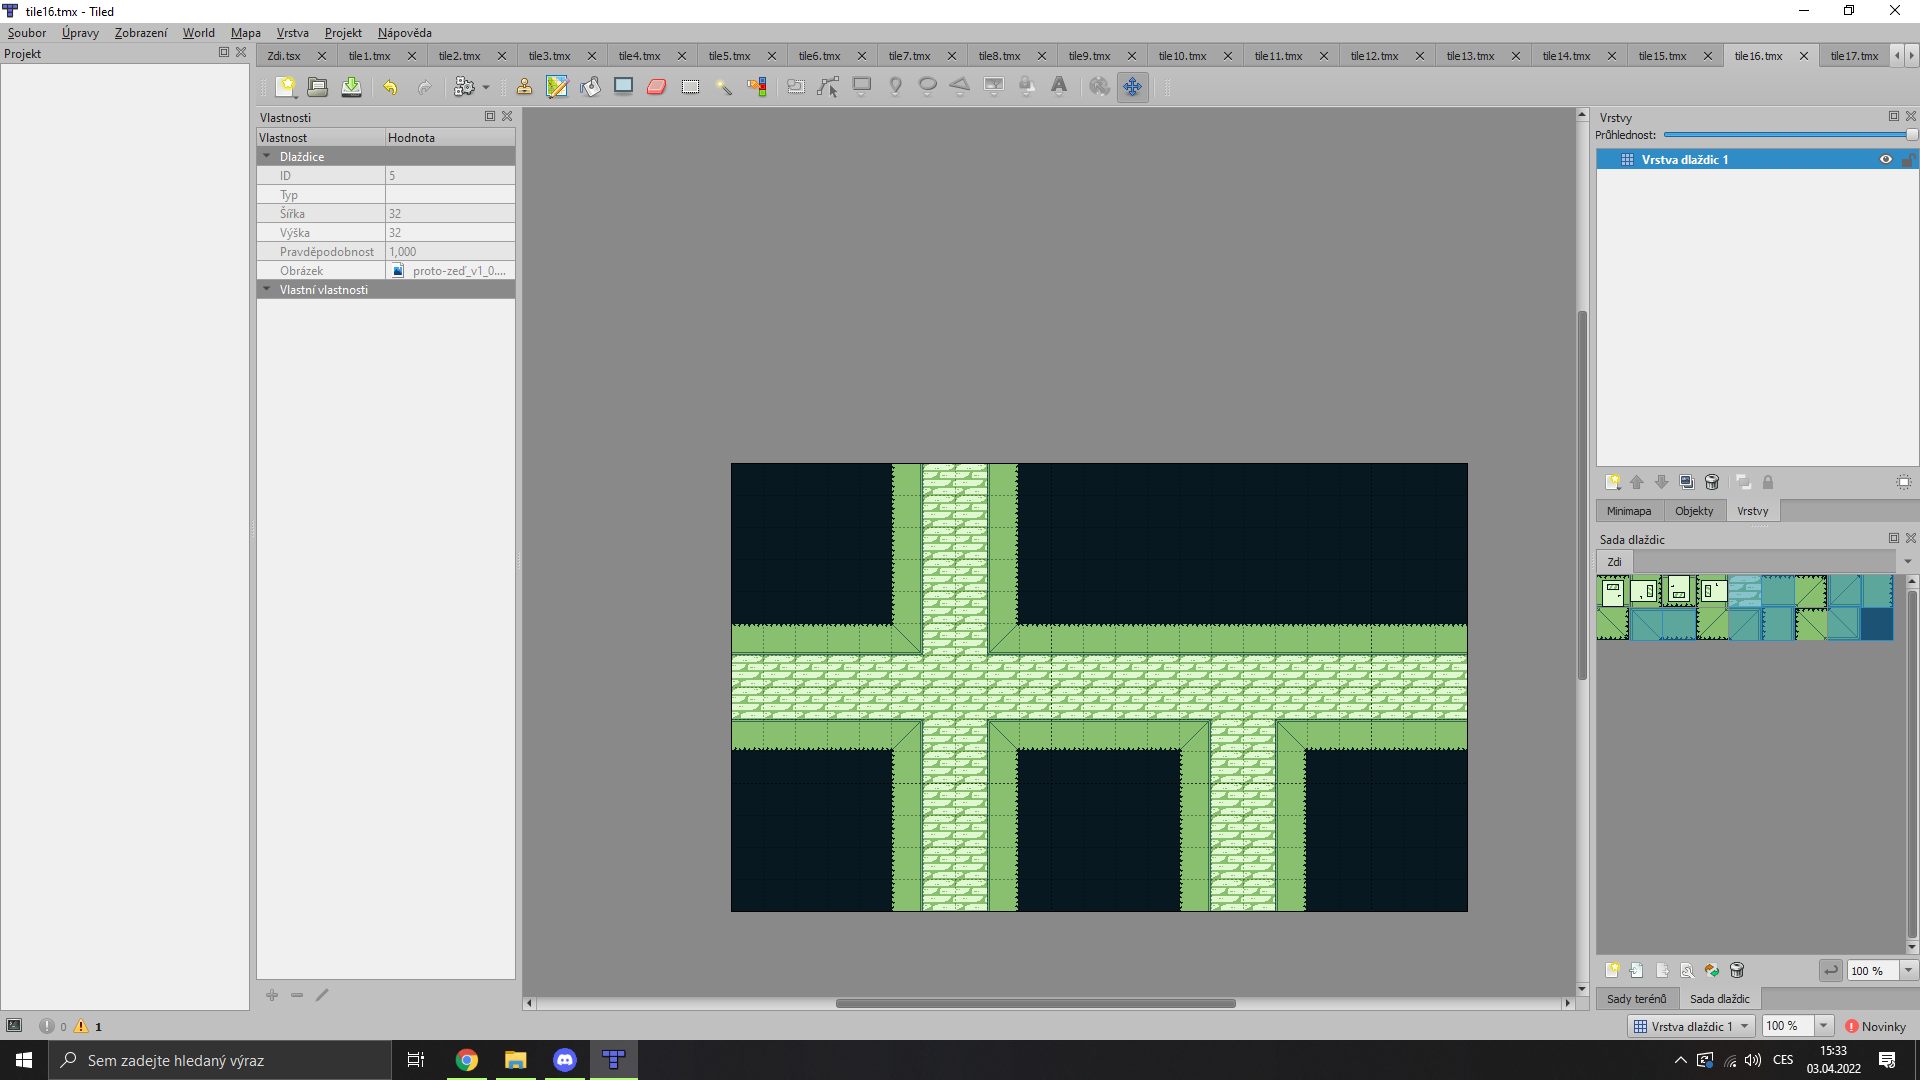 tile16.tmx - Tiled
Soubor Úpravy Zobrazení World Mapa Vrstva Projekt Nápověda
Projekt
Zdi.tsx tile1.tmx tile2.tmx tile3.tmx tile4.tmx tile5.tmx tile6.tmx tile7.tmx tile8.tmx tile9.tmx tile10.tmx tile11.tmx tile12.tmx tile13.tmx tile14.tmx tile15.tmx tile16.tmx tile17.tmx
Vlastnosti
Vlastnost Hodnota
Dlaždice
ID 5
Typ
Šířka 32
Výška 32
Pravděpodobnost 1,000
Obrázek proto-zeď_v1_0....
Vlastní vlastnosti
Vrstvy
Průhlednost:
Vrstva dlaždic 1
Minimapa Objekty Vrstvy
Sada dlaždic
Zdi
100 %
Sady terénů Sada dlaždic
0 1
Vrstva dlaždic 1 100 % Novinky
Sem zadejte hledaný výraz
CES
15:33
03.04.2022